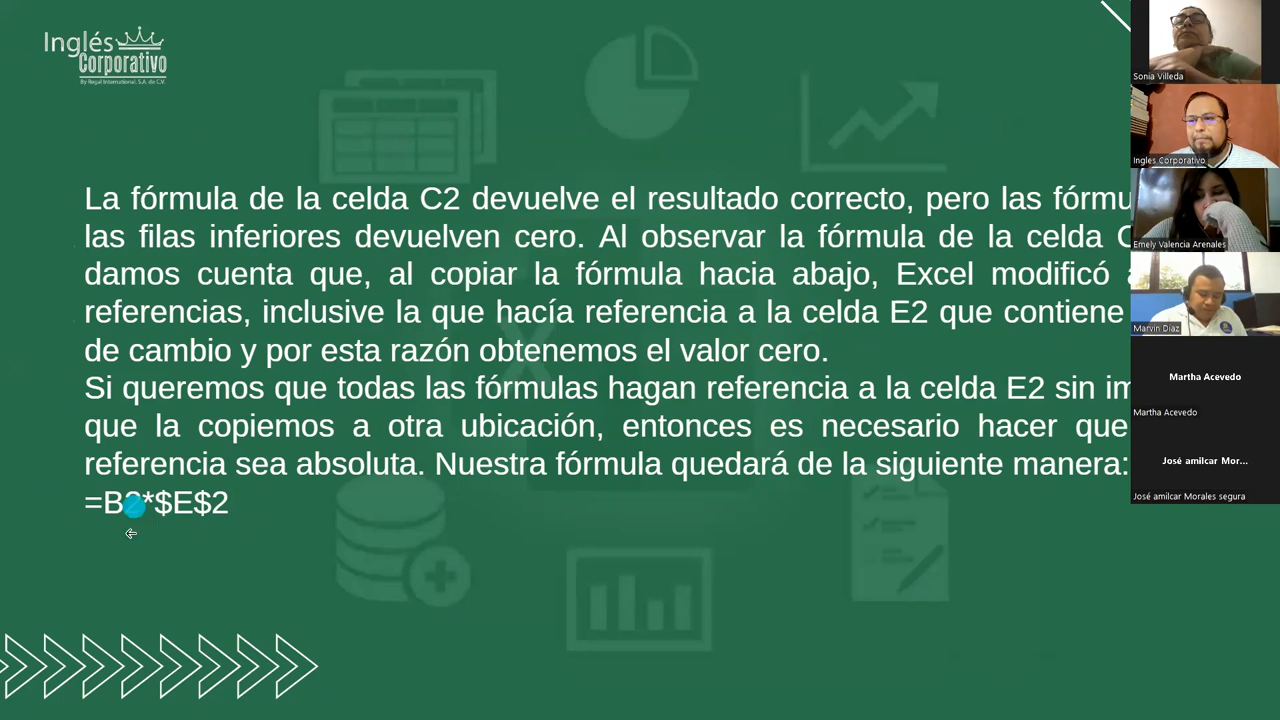 Inglés
Corporativo
By Regal International, S.A. de C.V.
La fórmula de la celda C2 devuelve el resultado correcto, pero las fórmu
las filas inferiores devuelven cero. Al observar la fórmula de la celda
damos cuenta que, al copiar la fórmula hacia abajo, Excel modificó
referencias, inclusive la que hacía referencia a la celda E2 que contiene
de cambio y por esta razón obtenemos el valor cero.
Si queremos que todas las fórmulas hagan referencia a la celda E2 sin im
que la copiemos a otra ubicación, entonces es necesario hacer que
referencia sea absoluta. Nuestra fórmula quedará de la siguiente manera:
=B2*$E$2
Sonia Villeda
Ingles Corporativo
Emely Valencia Arenales
Marvin Diaz
Martha Acevedo
Martha Acevedo
José amilcar Mor...
José amilcar Morales segura